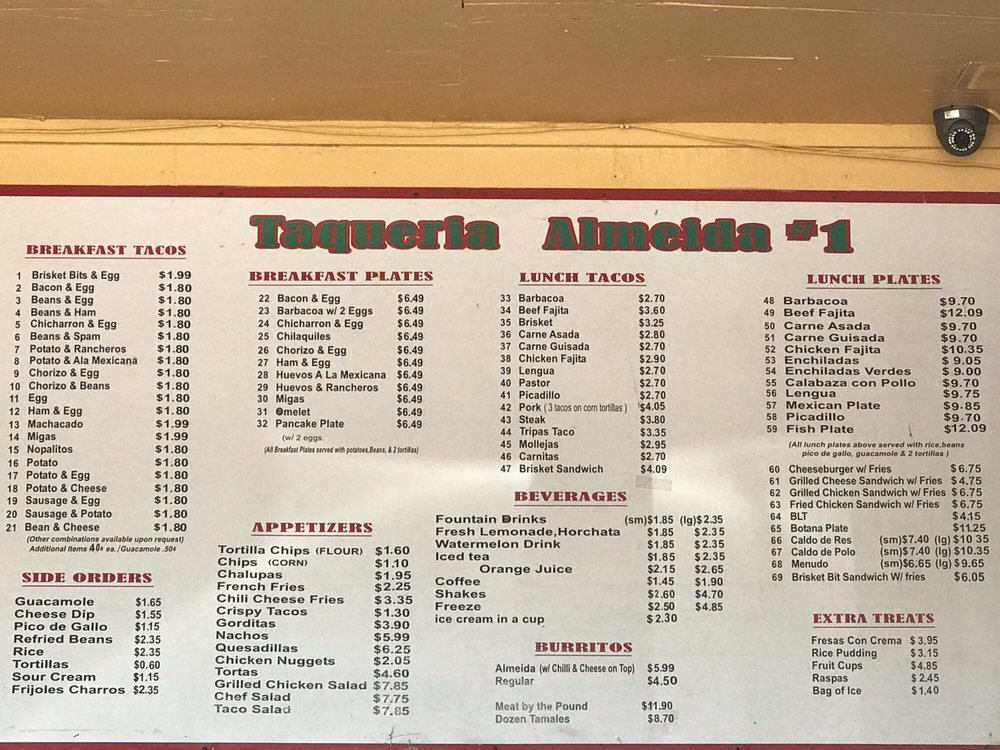 Taqueria Almeida #1
BREAKFAST TACOS
1 Brisket Bits & Egg $1.99
2 Bacon & Egg $1.80
3 Beans & Egg $1.80
4 Beans & Ham $1.80
5 Chicharron & Egg $1.80
6 Beans & Spam $1.80
7 Potato & Rancheros $1.80
8 Potato & Ala Mexicana $1.80
9 Chorizo & Egg $1.80
10 Chorizo & Beans $1.80
11 Egg $1.80
12 Ham & Egg $1.80
13 Machacado $1.99
14 Migas $1.99
15 Nopalitos $1.80
16 Potato $1.80
17 Potato & Egg $1.80
18 Potato & Cheese $1.80
19 Sausage & Egg $1.80
20 Sausage & Potato $1.80
21 Bean & Cheese $1.80
(Other combinations available upon request)
Additional Items 40¢ ea./Guacamole .50¢
SIDE ORDERS
Guacamole $1.65
Cheese Dip $1.55
Pico de Gallo $1.15
Refried Beans $2.35
Rice $2.35
Tortillas $0.60
Sour Cream $1.15
Frijoles Charros $2.35
BREAKFAST PLATES
22 Bacon & Egg $6.49
23 Barbacoa w/ 2 Eggs $6.49
24 Chicharron & Egg $6.49
25 Chilaquiles $6.49
26 Chorizo & Egg $6.49
27 Ham & Egg $6.49
28 Huevos A La Mexicana $6.49
29 Huevos & Rancheros $6.49
30 Migas $6.49
31 Omelet $6.49
32 Pancake Plate $6.49
(w/ 2 eggs.
(All Breakfast Plates served with potatoes,Beans, & 2 tortillas)
APPETIZERS
Tortilla Chips (FLOUR) $1.60
Chips (CORN) $1.10
Chalupas $1.95
French Fries $2.25
Chili Cheese Fries $3.35
Crispy Tacos $1.30
Gorditas $3.90
Nachos $5.99
Quesadillas $6.25
Chicken Nuggets $2.05
Tortas $4.60
Grilled Chicken Salad $7.85
Chef Salad $7.75
Taco Salad $7.85
LUNCH TACOS
33 Barbacoa $2.70
34 Beef Fajita $3.60
35 Brisket $3.25
36 Carne Asada $2.80
37 Carne Guisada $2.70
38 Chicken Fajita $2.90
39 Lengua $2.70
40 Pastor $2.70
41 Picadillo $2.70
42 Pork ( 3 tacos on corn tortillas ) $4.05
43 Steak $3.80
44 Tripas Taco $3.35
45 Mollejas $2.95
46 Carnitas $2.70
47 Brisket Sandwich $4.09
BEVERAGES
Fountain Drinks (sm)$1.85 (lg)$2.35
Fresh Lemonade,Horchata $1.85 $2.35
Watermelon Drink $1.85 $2.35
Iced tea $1.85 $2.35
Orange Juice $2.15 $2.65
Coffee $1.45 $1.90
Shakes $2.60 $4.70
Freeze $2.50 $4.85
ice cream in a cup $2.30
BURRITOS
Almeida (w/ Chilli & Cheese on Top) $5.99
Regular $4.50
Meat by the Pound $11.90
Dozen Tamales $8.70
LUNCH PLATES
48 Barbacoa $9.70
49 Beef Fajita $12.09
50 Carne Asada $9.70
51 Carne Guisada $9.70
52 Chicken Fajita $10.35
53 Enchiladas $ 9.05
54 Enchiladas Verdes $ 9.00
55 Calabaza con Pollo $9.70
56 Lengua $9.75
57 Mexican Plate $9.85
58 Picadillo $9.70
59 Fish Plate $12.09
(All lunch plates above served with rice,beans
pico de gallo, guacamole & 2 tortillas )
60 Cheeseburger w/ Fries $6.75
61 Grilled Cheese Sandwich w/ Fries $4.75
62 Grilled Chicken Sandwich w/ Fries $6.75
63 Fried Chicken Sandwich w/ Fries $6.75
64 BLT $4.15
65 Botana Plate $11.25
66 Caldo de Res (sm)$7.40 (lg) $10 35
67 Caldo de Polo (sm)$7.40 (lg) $10.35
68 Menudo (sm)$6.65 (lg) $9.65
69 Brisket Bit Sandwich W/ fries $6.05
EXTRA TREATS
Fresas Con Crema $ 3.95
Rice Pudding $ 3.15
Fruit Cups $4.85
Raspas $ 2.45
Bag of Ice $ 1.40